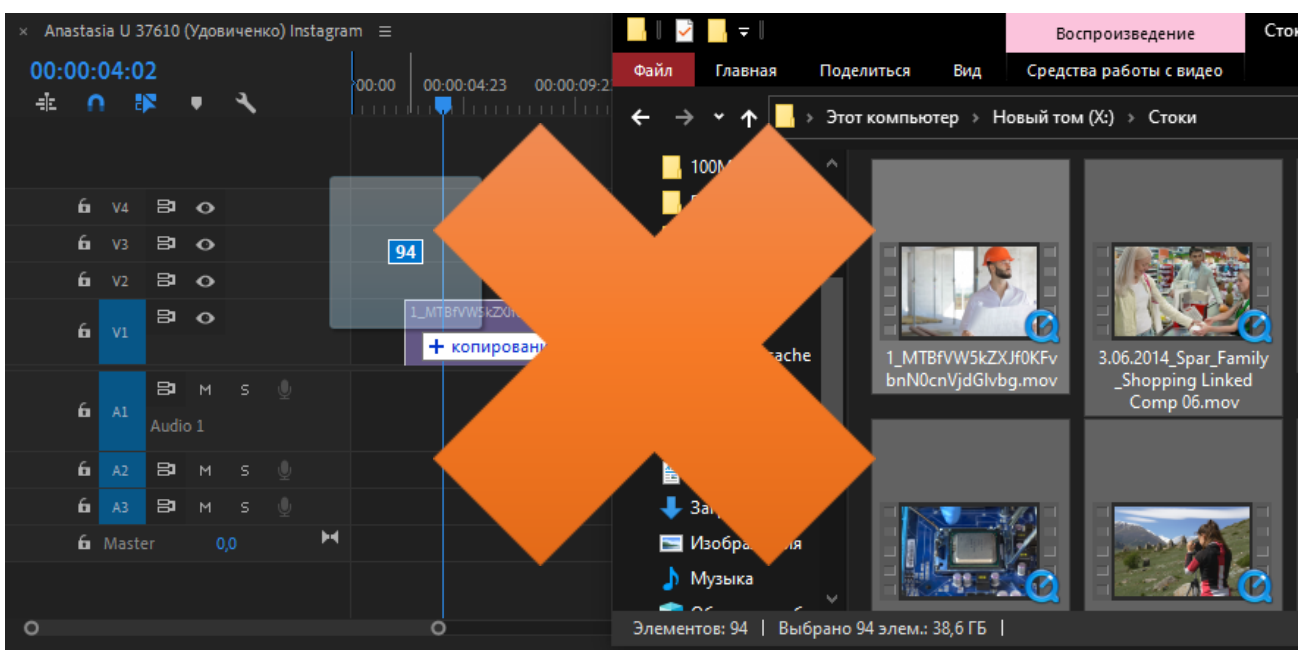 Anastasia U 37610 (Удовиченко) Instagram
00:00:04:02
:00:00 00:00:04:23 00:00:09:2
V4
V3
94
V2
1_MTBfVW5kZXJf
V1
+ копировани
M S
A1
Audio 1
A2 M S
A3 M S
Master 0,0
Воспроизведение Сток
Файл Главная Поделиться Вид Средства работы с видео
Этот компьютер › Новый том (X:) › Стоки
100M
cache
Изобра ия
Музыка
1_MTBfVW5kZXJf0KFv
bnN0cnVjdGlvbg.mov
3.06.2014_Spar_Family
_Shopping Linked
Comp 06.mov
Элементов: 94 | Выбрано 94 элем.: 38,6 ГБ |